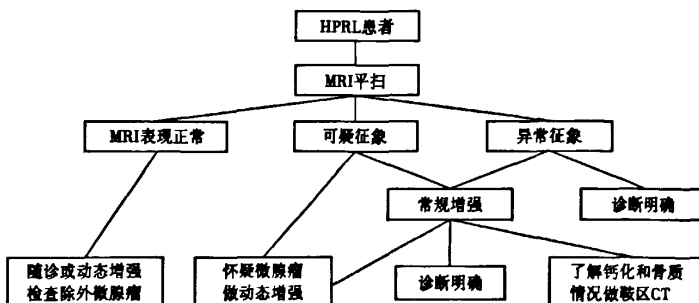 HPRL患者
MRI平扫
MRI表现正常
可疑征象
异常征象
常规增强
诊断明确
随诊或动态增强
检查除外微腺瘤
怀疑微腺瘤
做动态增强
诊断明确
了解钙化和骨质
情况做鞍区CT